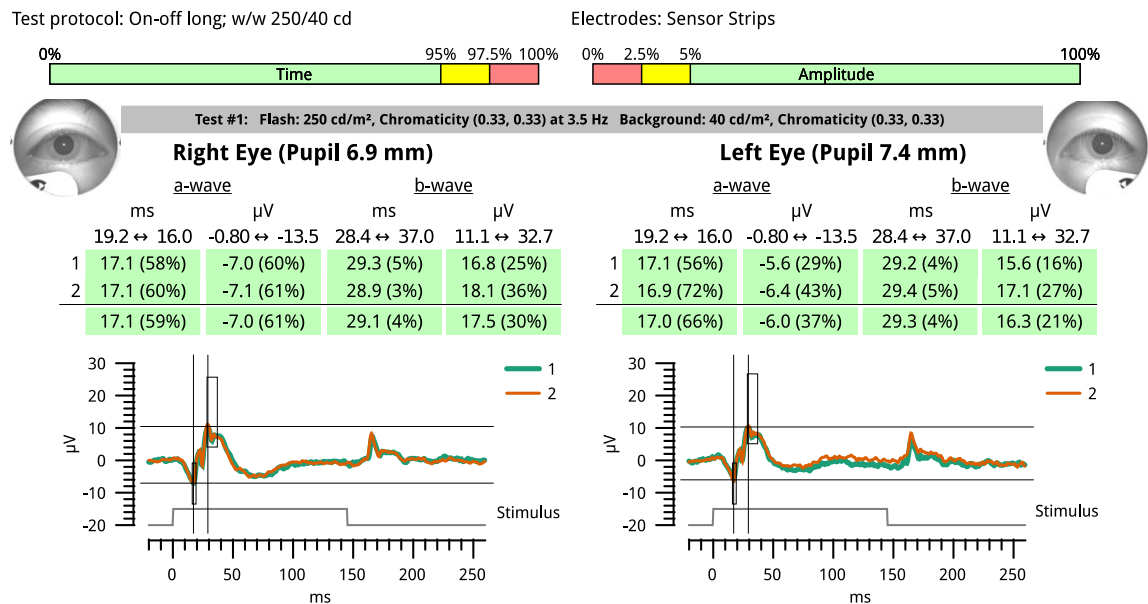 Test protocol: On-off long; w/w 250/40 cd
Electrodes: Sensor Strips
0% 95% 97.5% 100%
Time
0% 2.5% 5% 100%
Amplitude
Test #1: Flash: 250 cd/m², Chromaticity (0.33, 0.33) at 3.5 Hz Background: 40 cd/m², Chromaticity (0.33, 0.33)
Right Eye (Pupil 6.9 mm)
a-wave b-wave
ms µV ms µV
19.2 ↔ 16.0 -0.80 ↔ -13.5 28.4 ↔ 37.0 11.1 ↔ 32.7
1 17.1 (58%) -7.0 (60%) 29.3 (5%) 16.8 (25%)
2 17.1 (60%) -7.1 (61%) 28.9 (3%) 18.1 (36%)
17.1 (59%) -7.0 (61%) 29.1 (4%) 17.5 (30%)
30
20
10
0
-10
-20
µV
1
2
Stimulus
0 50 100 150 200 250
ms
Left Eye (Pupil 7.4 mm)
a-wave b-wave
ms µV ms µV
19.2 ↔ 16.0 -0.80 ↔ -13.5 28.4 ↔ 37.0 11.1 ↔ 32.7
1 17.1 (56%) -5.6 (29%) 29.2 (4%) 15.6 (16%)
2 16.9 (72%) -6.4 (43%) 29.4 (5%) 17.1 (27%)
17.0 (66%) -6.0 (37%) 29.3 (4%) 16.3 (21%)
30
20
10
0
-10
-20
µV
1
2
Stimulus
0 50 100 150 200 250
ms